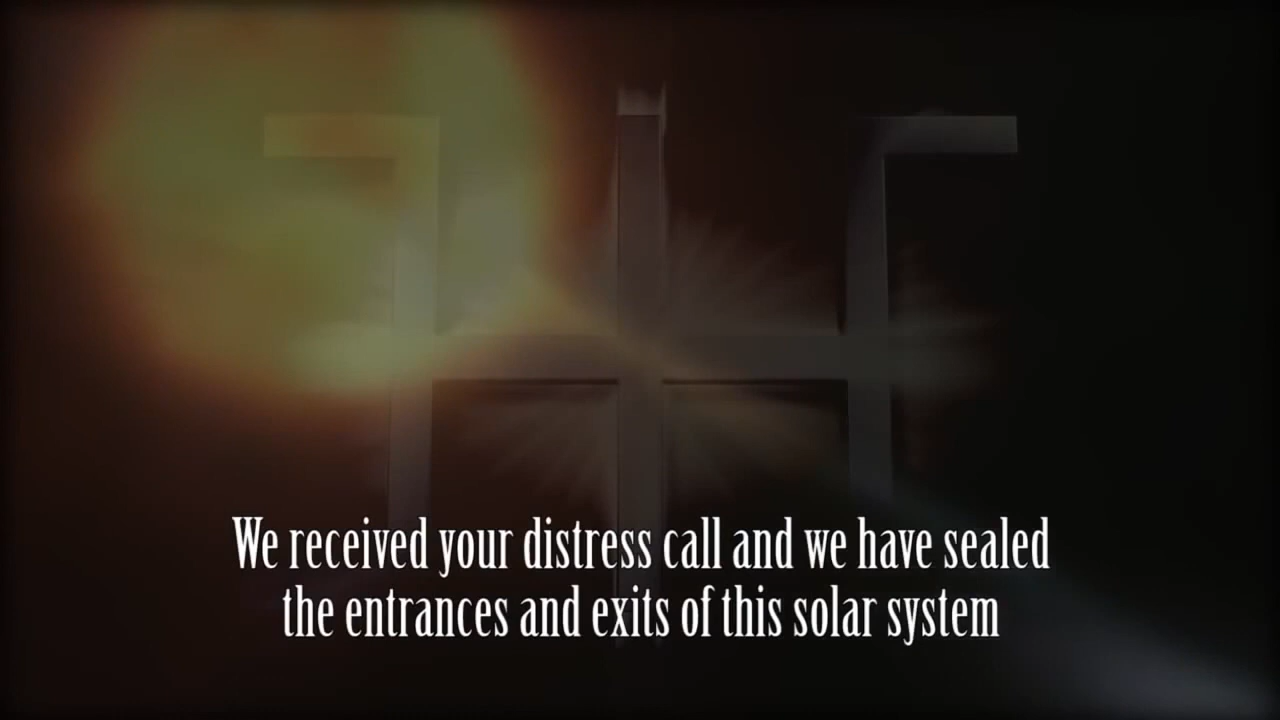 We received your distress call and we have sealed
the entrances and exits of this solar system